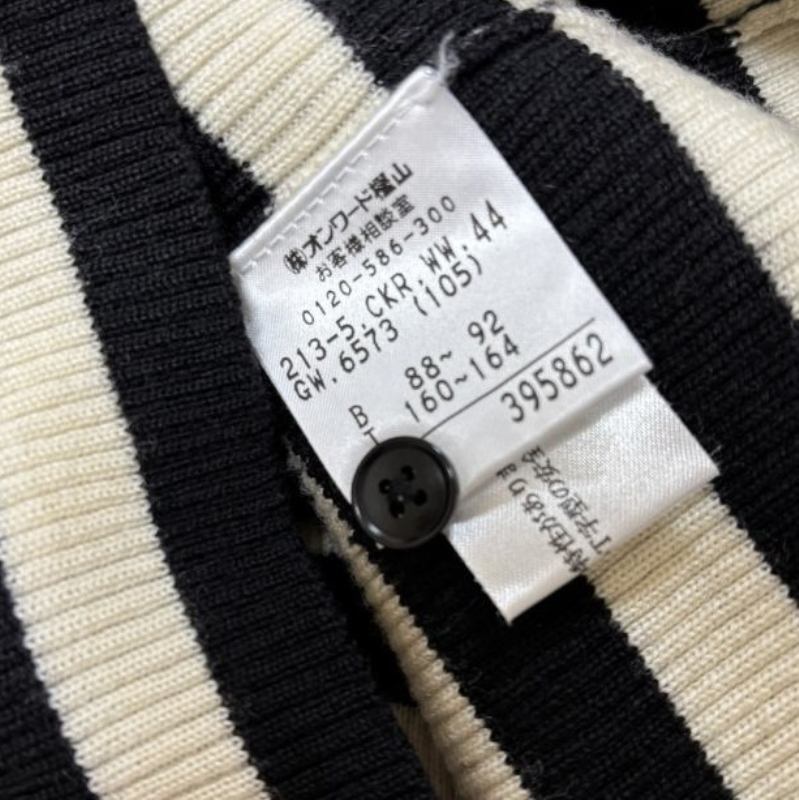 ㈱オンワード樫山
お客様相談室
0120-586-300
213-5.CKR.WW.44
GW.6573 (105)
B 88~ 92
T 160~164
395862